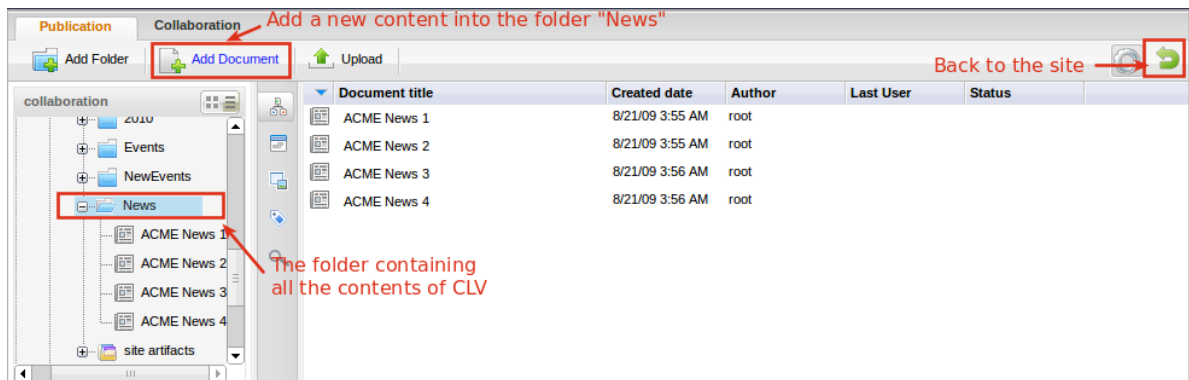 Publication Collaboration Add a new content into the folder "News"
Add Folder Add Document Upload
Back to the site
collaboration
Document title Created date Author Last User Status
2010
ACME News 1 8/21/09 3:55 AM root
Events
ACME News 2 8/21/09 3:55 AM root
NewEvents
ACME News 3 8/21/09 3:56 AM root
News
ACME News 4 8/21/09 3:56 AM root
ACME News 1
ACME News 2
The folder containing
all the contents of CLV
ACME News 3
ACME News 4
site artifacts